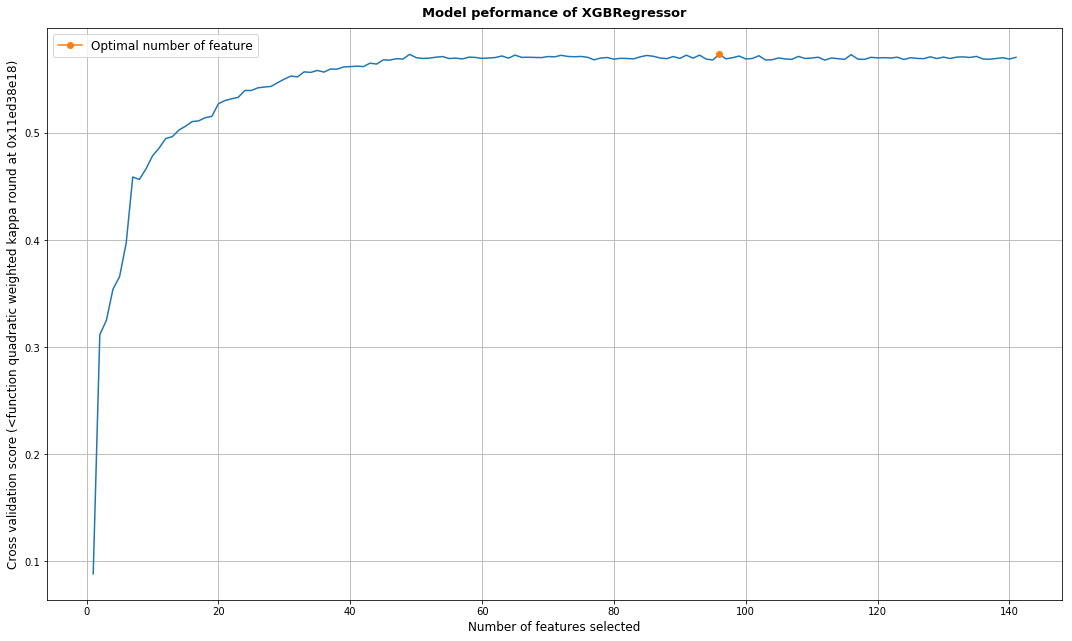 Model peformance of XGBRegressor
Optimal number of feature
Cross validation score (<function quadratic weighted kappa round at 0x11ed38e18)
0.5
0.4
0.3
0.2
0.1
0 20 40 60 80 100 120 140
Number of features selected